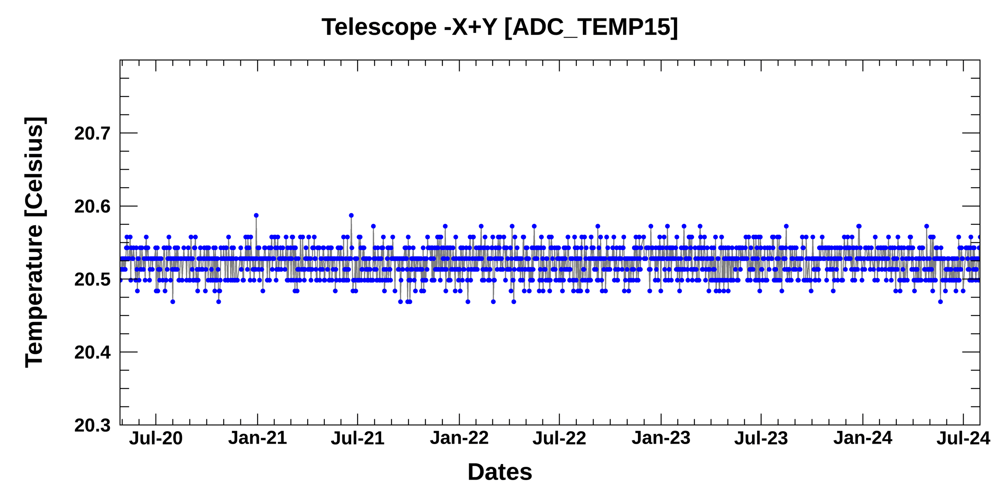 Telescope -X+Y [ADC_TEMP15]
Temperature [Celsius]
20.7
20.6
20.5
20.4
20.3
Jul-20 Jan-21 Jul-21 Jan-22 Jul-22 Jan-23 Jul-23 Jan-24 Jul-24
Dates